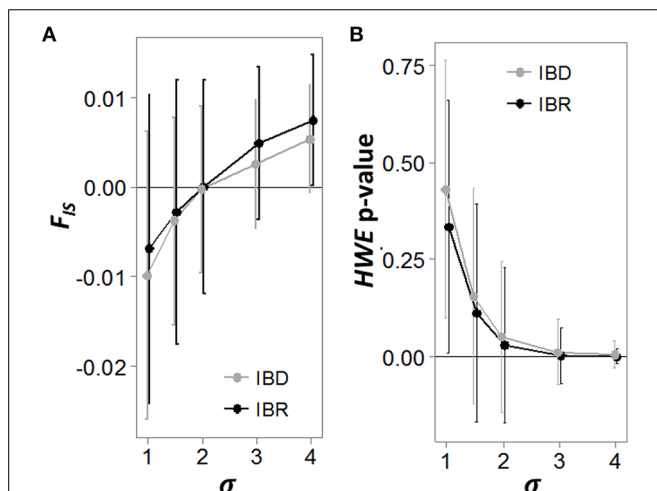 A
0.01
0.00
-0.01
-0.02
F_IS
IBD
IBR
1 2 3 4
σ
B
0.75
0.50
0.25
0.00
HWE p-value
IBD
IBR
1 2 3 4
σ